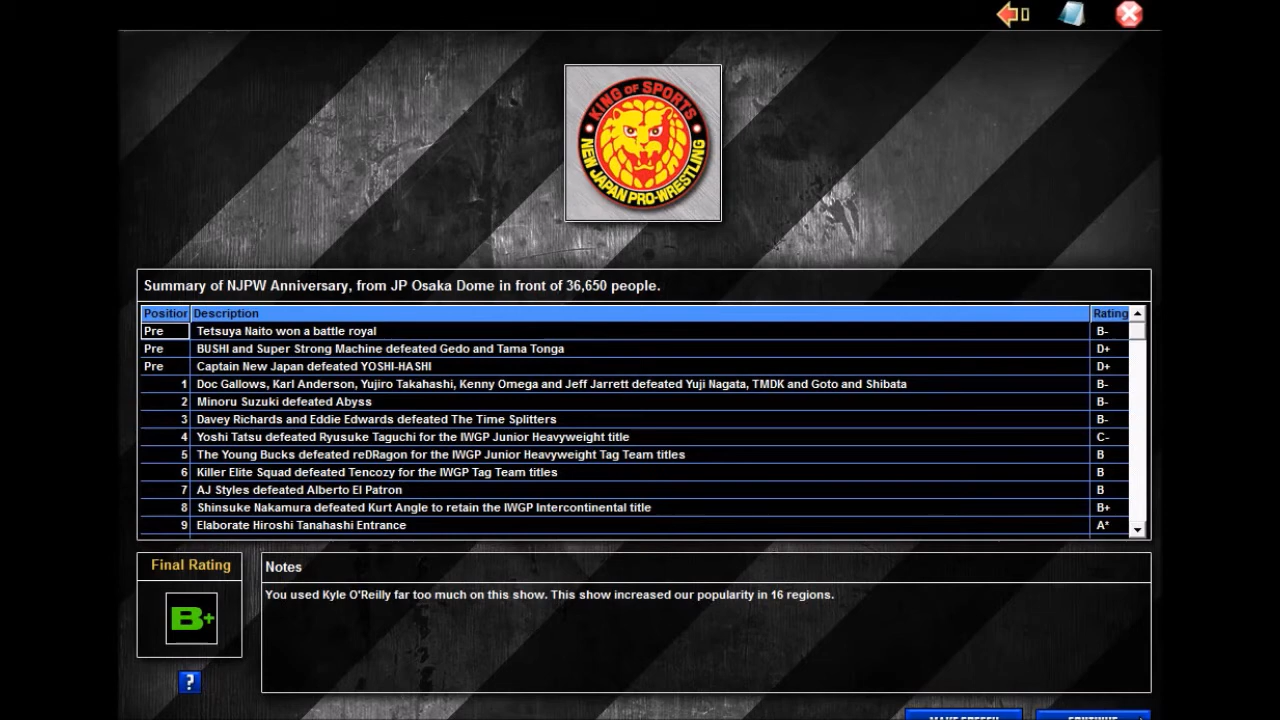 KING OF SPORTS
NEW JAPAN PRO-WRESTLING
Summary of NJPW Anniversary, from JP Osaka Dome in front of 36,650 people.
Position Description Rating
Pre Tetsuya Naito won a battle royal B-
Pre BUSHI and Super Strong Machine defeated Gedo and Tama Tonga D+
Pre Captain New Japan defeated YOSHI-HASHI D+
1 Doc Gallows, Karl Anderson, Yujiro Takahashi, Kenny Omega and Jeff Jarrett defeated Yuji Nagata, TMDK and Goto and Shibata B-
2 Minoru Suzuki defeated Abyss B-
3 Davey Richards and Eddie Edwards defeated The Time Splitters B-
4 Yoshi Tatsu defeated Ryusuke Taguchi for the IWGP Junior Heavyweight title C-
5 The Young Bucks defeated reDRagon for the IWGP Junior Heavyweight Tag Team titles B
6 Killer Elite Squad defeated Tencozy for the IWGP Tag Team titles B
7 AJ Styles defeated Alberto El Patron B
8 Shinsuke Nakamura defeated Kurt Angle to retain the IWGP Intercontinental title B+
9 Elaborate Hiroshi Tanahashi Entrance A*
Final Rating
B+
?
Notes
You used Kyle O'Reilly far too much on this show. This show increased our popularity in 16 regions.